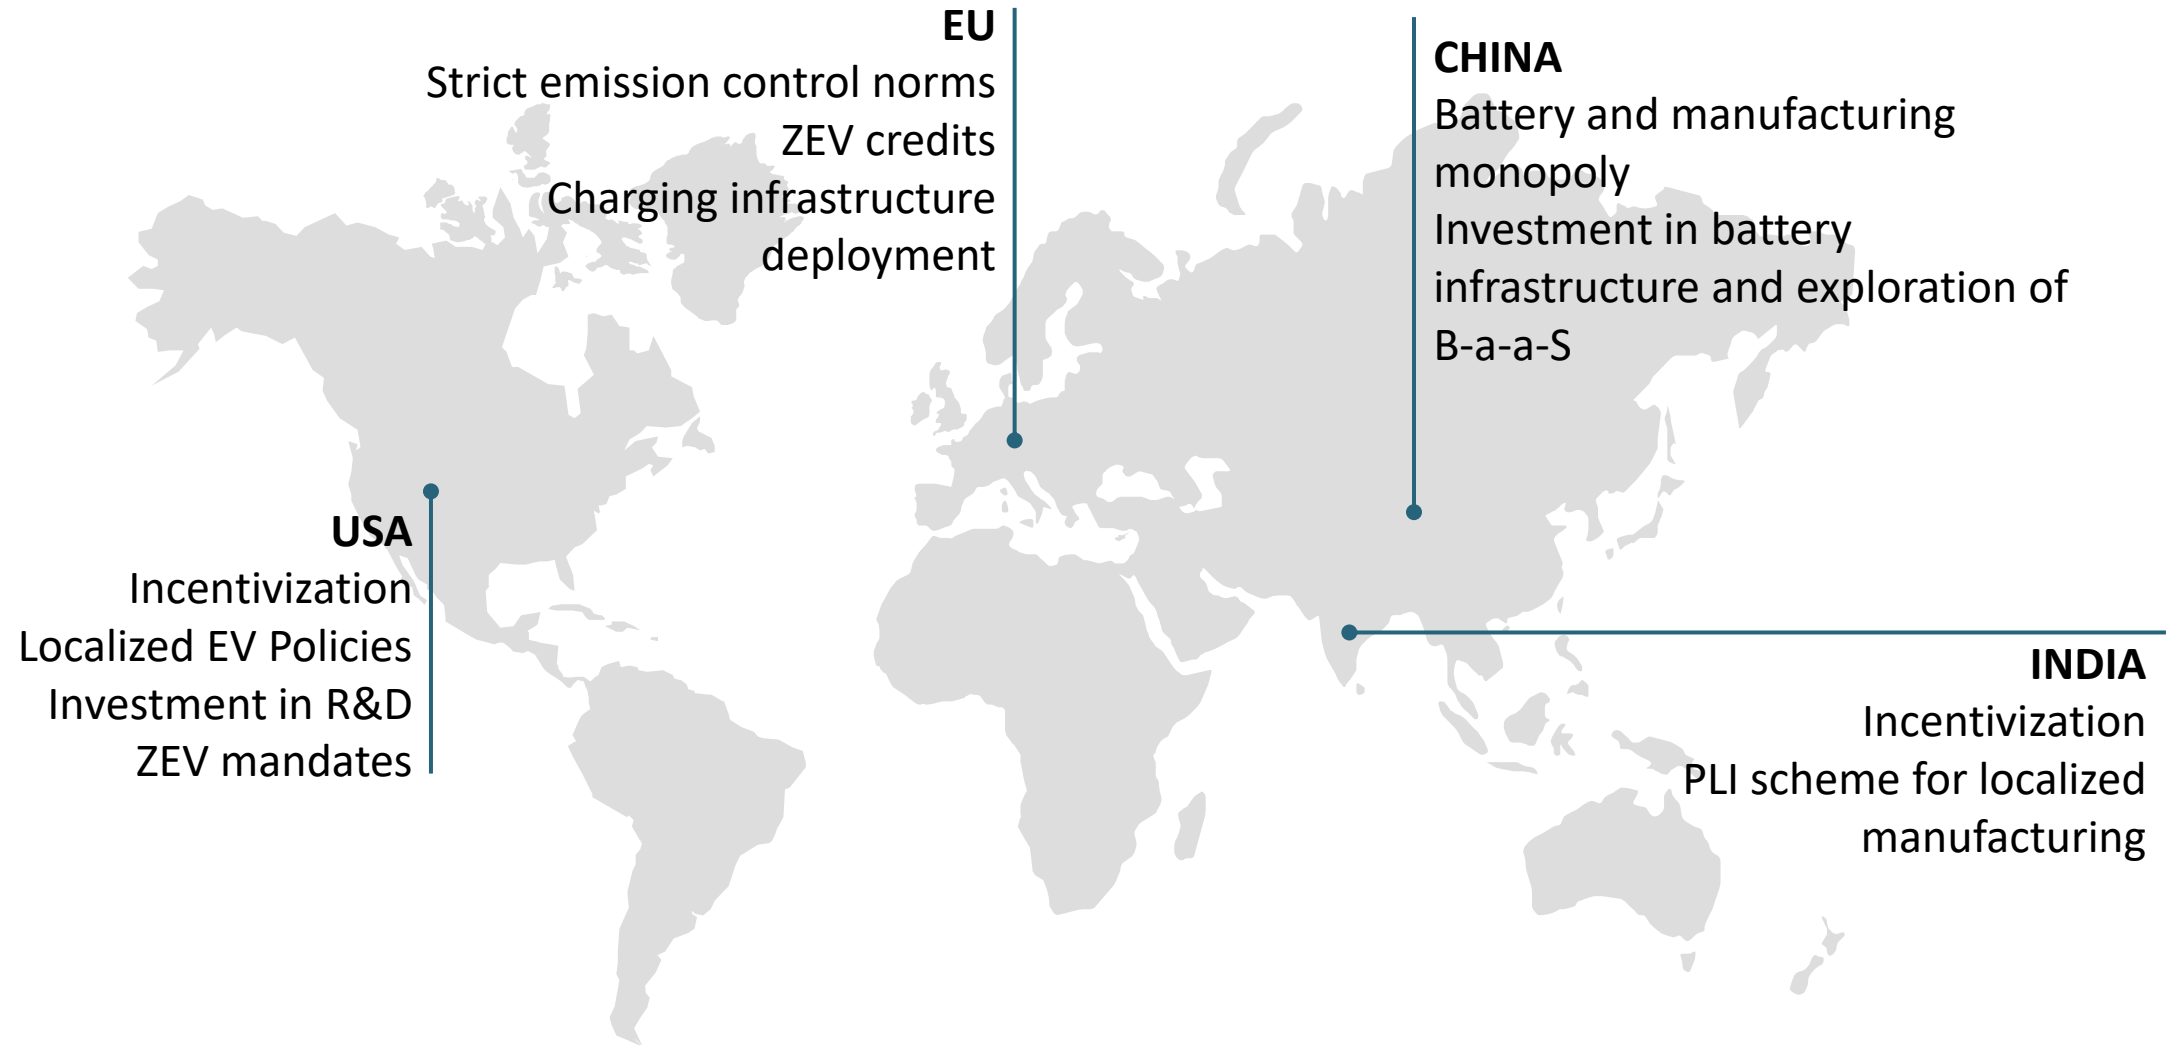 EU
Strict emission control norms
ZEV credits
Charging infrastructure
deployment
CHINA
Battery and manufacturing
monopoly
Investment in battery
infrastructure and exploration of
B-a-a-S
USA
Incentivization
Localized EV Policies
Investment in R&D
ZEV mandates
INDIA
Incentivization
PLI scheme for localized
manufacturing